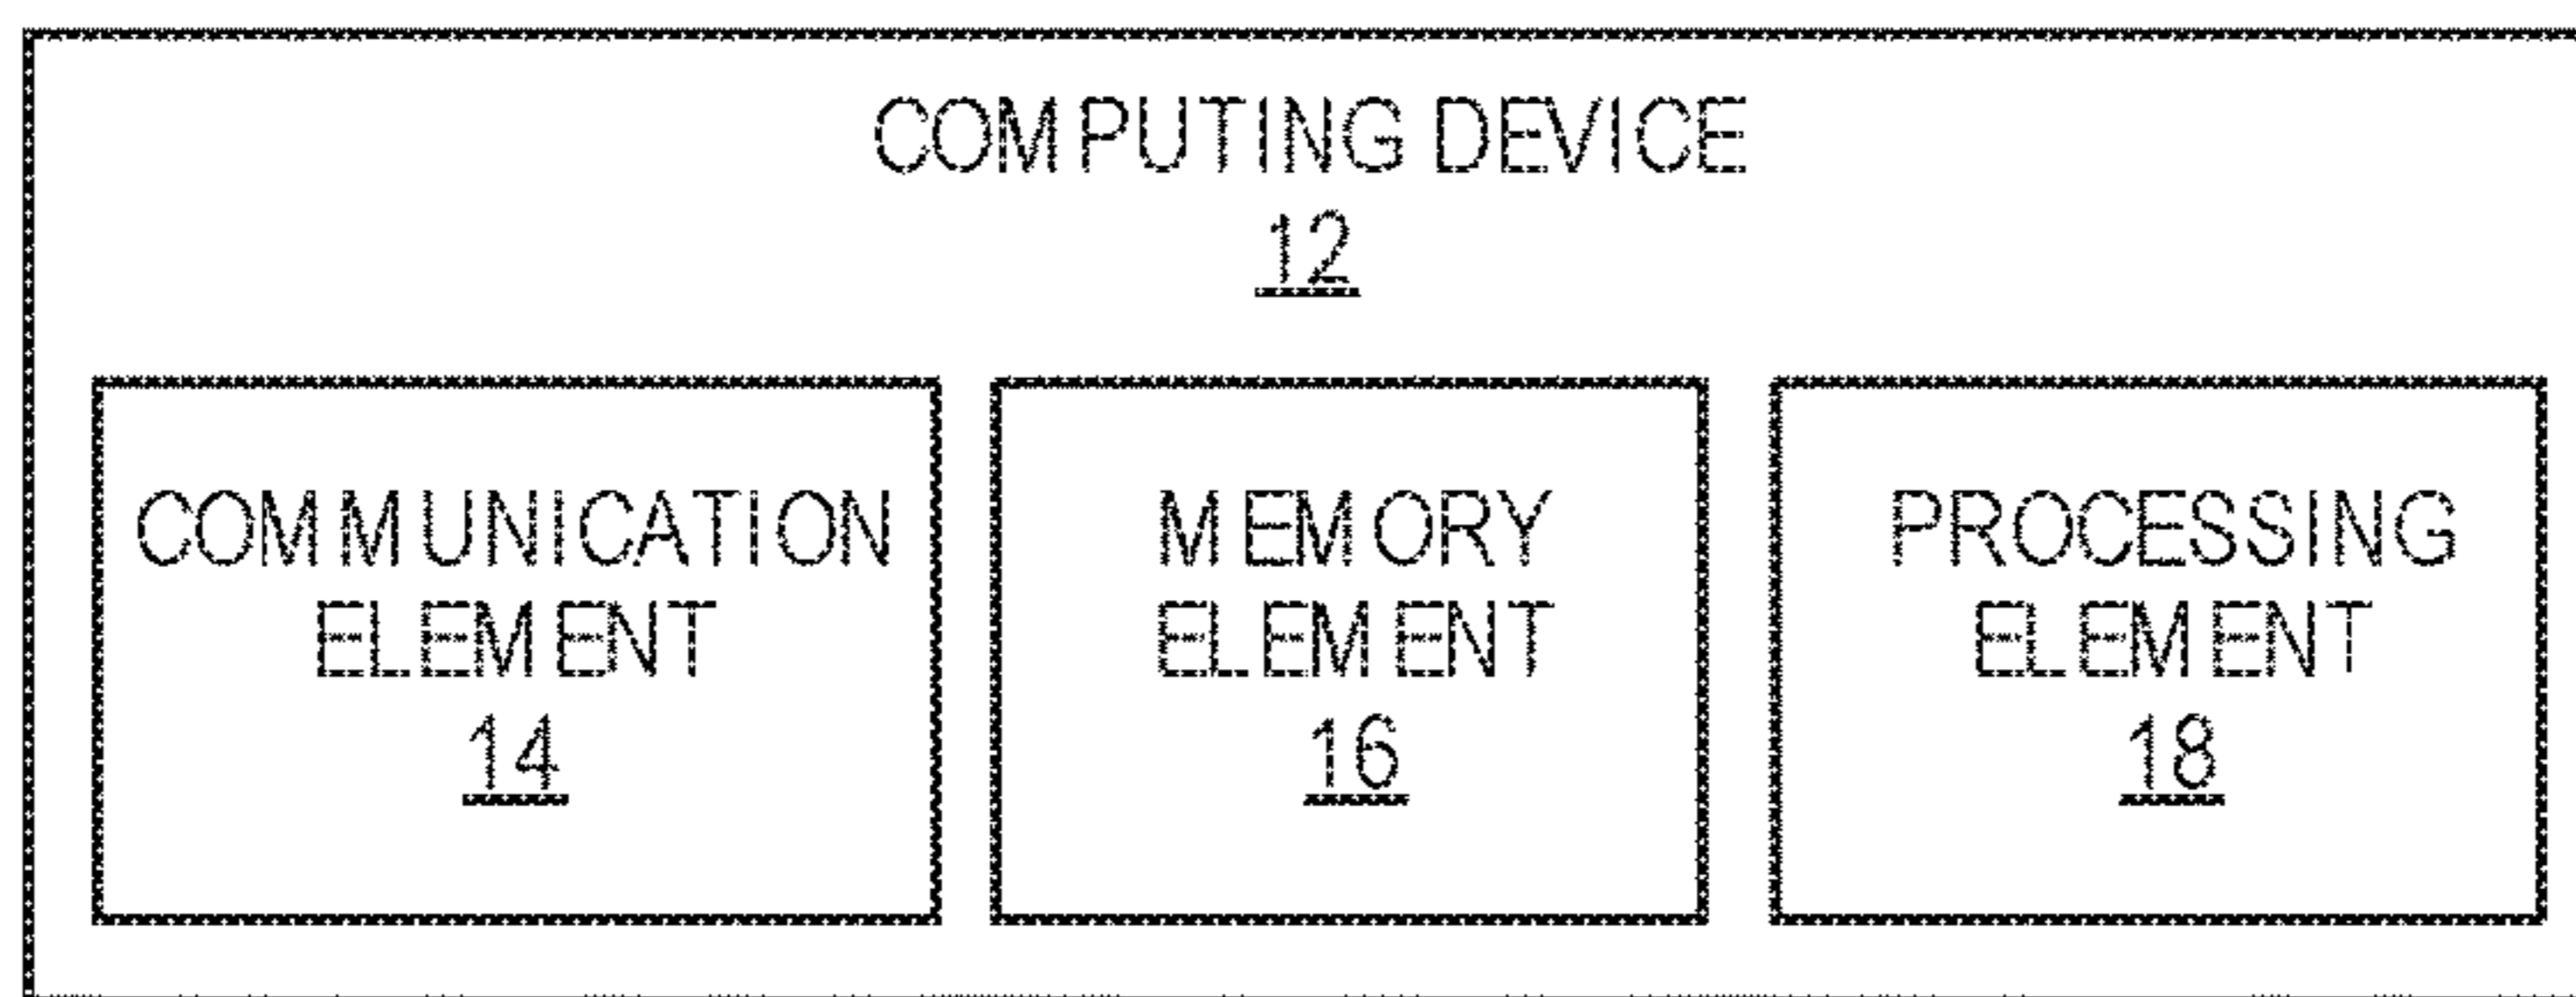 COMPUTING DEVICE
12
COMMUNICATION
ELEMENT
14
MEMORY
ELEMENT
16
PROCESSING
ELEMENT
18